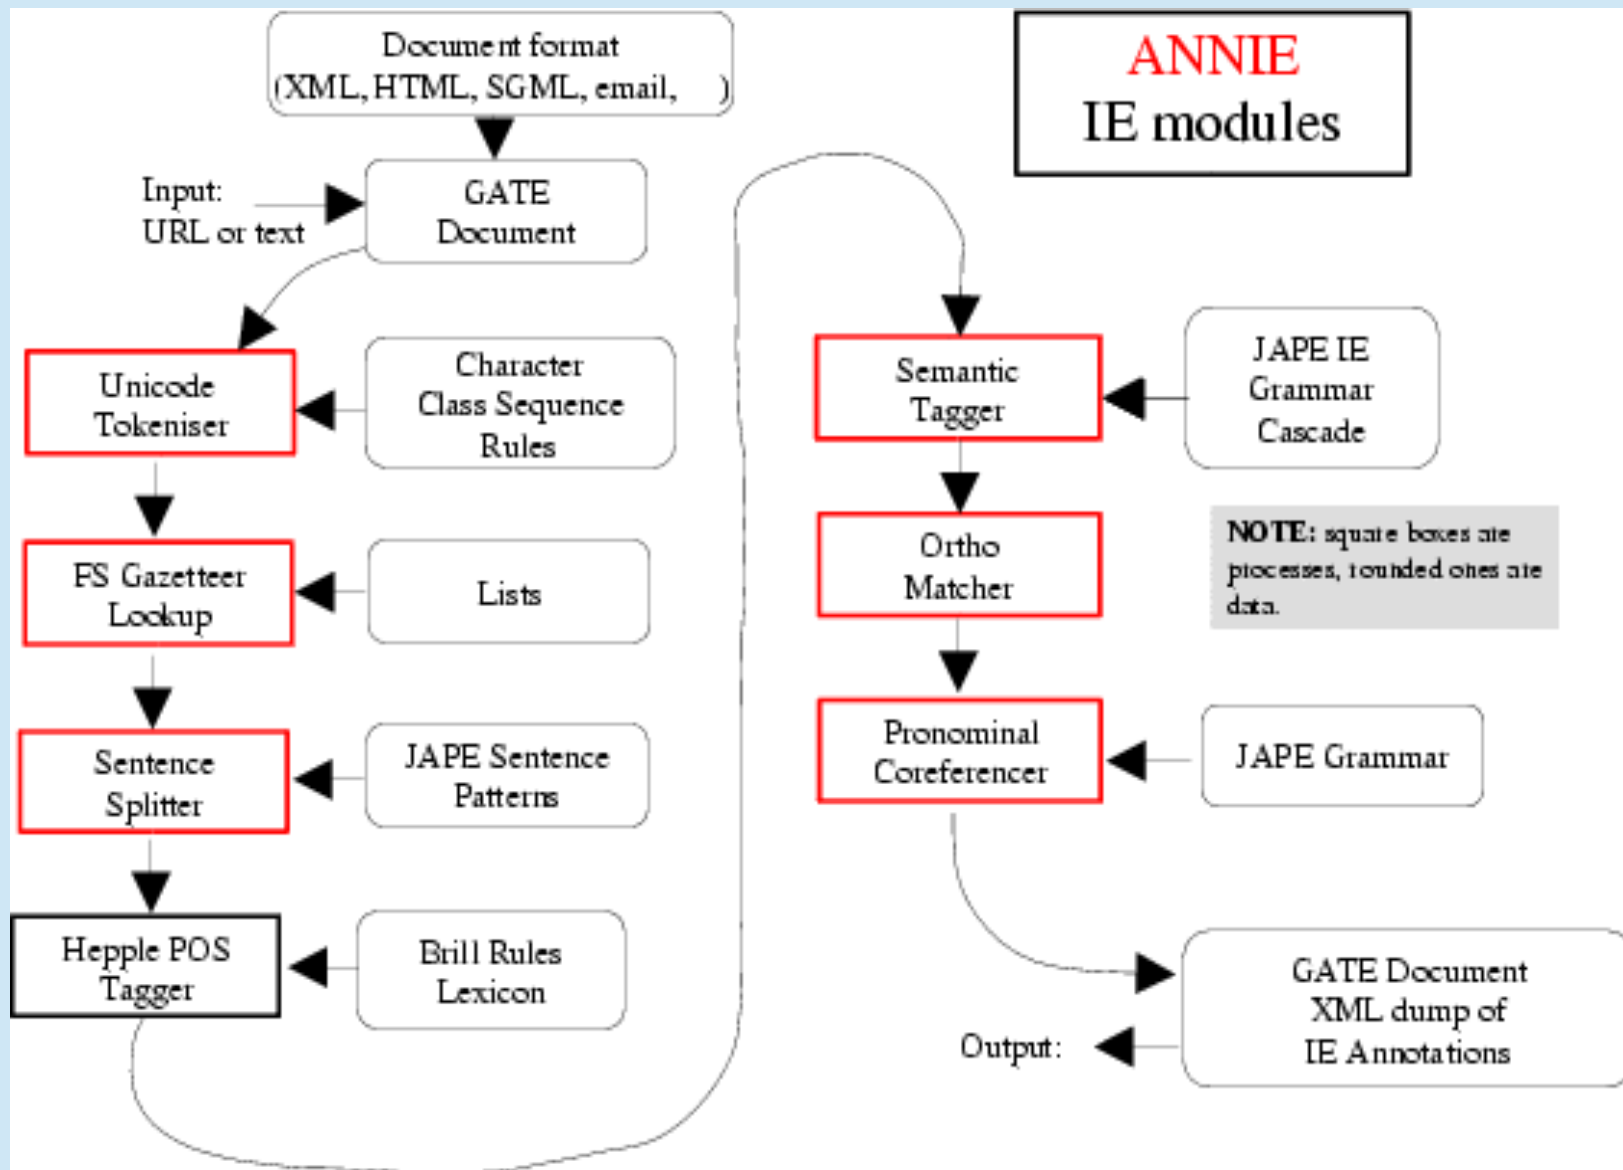 Document format
(XML, HTML, SGML, email, )
ANNIE
IE modules
Input:
URL or text
GATE
Document
Unicode
Tokeniser
Character
Class Sequence
Rules
FS Gazetteer
Lookup
Lists
Sentence
Splitter
JAPE Sentence
Patterns
Hepple POS
Tagger
Brill Rules
Lexicon
Semantic
Tagger
JAPE IE
Grammar
Cascade
Ortho
Matcher
NOTE: square boxes are
processes, rounded ones are
data.
Pronominal
Coreferencer
JAPE Grammar
GATE Document
XML dump of
IE Annotations
Output: